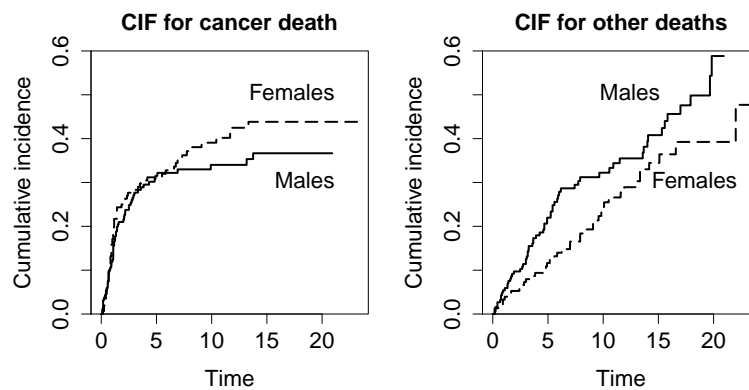 CIF for cancer death
Cumulative incidence
0.6
0.4
0.2
0.0
Females
Males
0 5 10 15 20
Time
CIF for other deaths
Cumulative incidence
0.6
0.4
0.2
0.0
Males
Females
0 5 10 15 20
Time